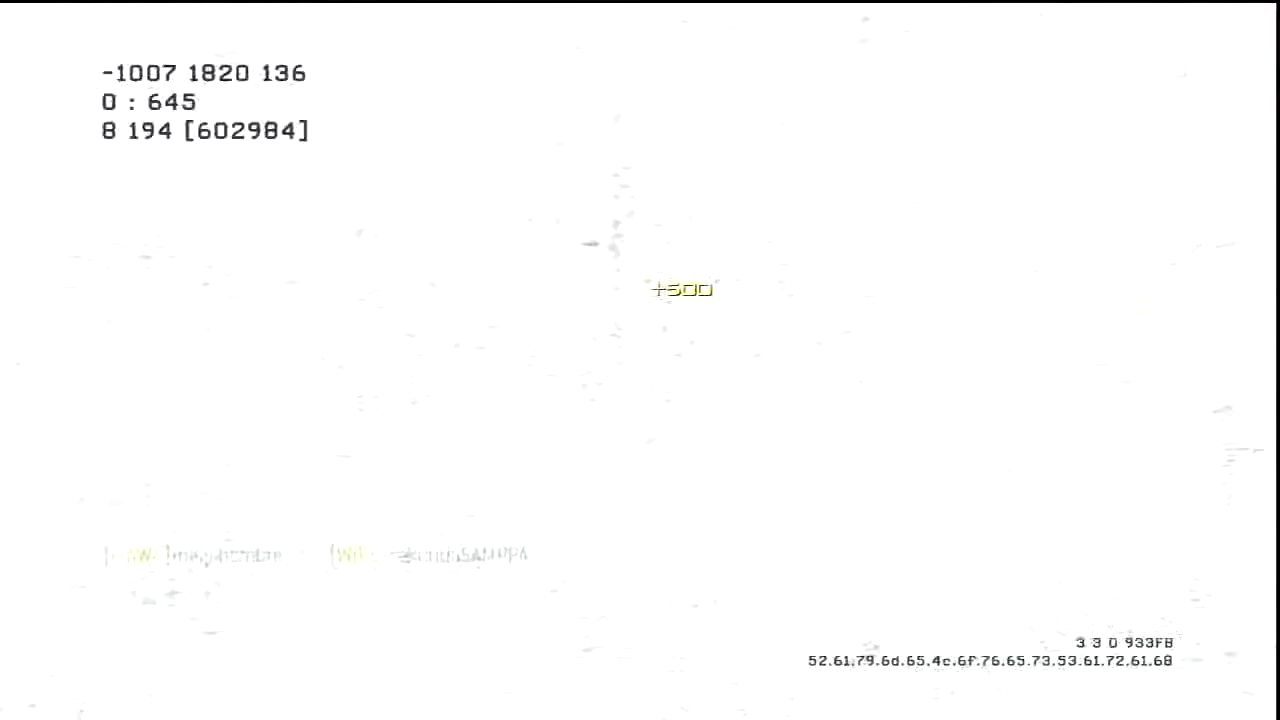 -1007 1820 136
0 : 645
8 194 [602984]
+500
3 3 0 933FB
52.61.79.6d.65.4c.6f.76.65.73.53.61.72.61.68